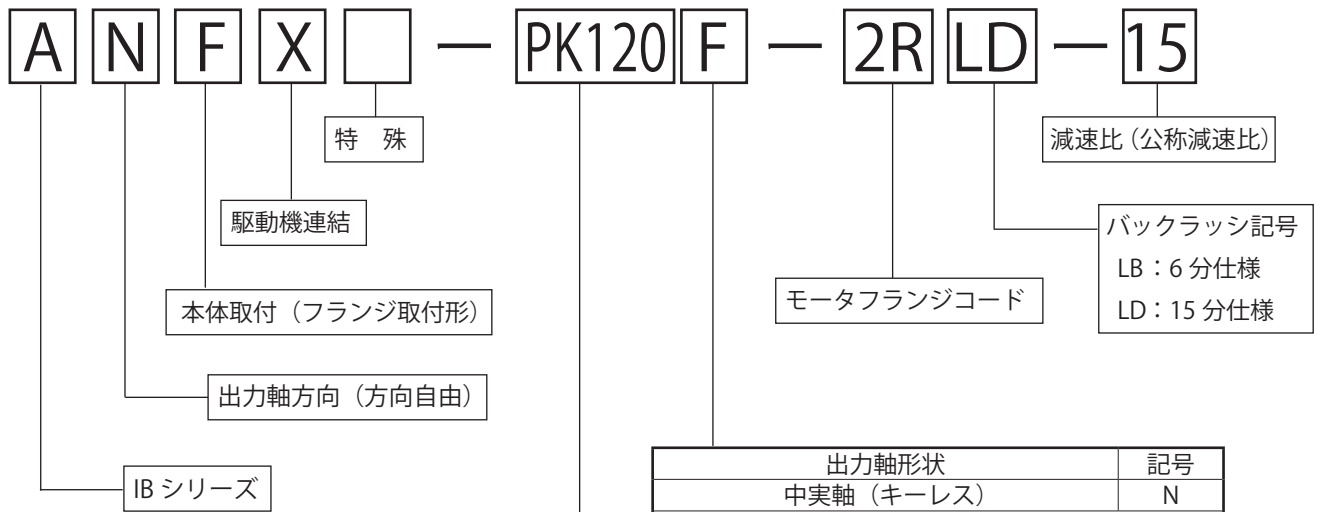 A N F X － PK120 F － 2R LD － 15
特　殊
減速比（公称減速比）
駆動機連結
バックラッシ記号
LB：6 分仕様
LD：15 分仕様
本体取付（フランジ取付形）
モータフランジコード
出力軸方向（方向自由）
出力軸形状 記号
IB シリーズ
中実軸（キーレス） N